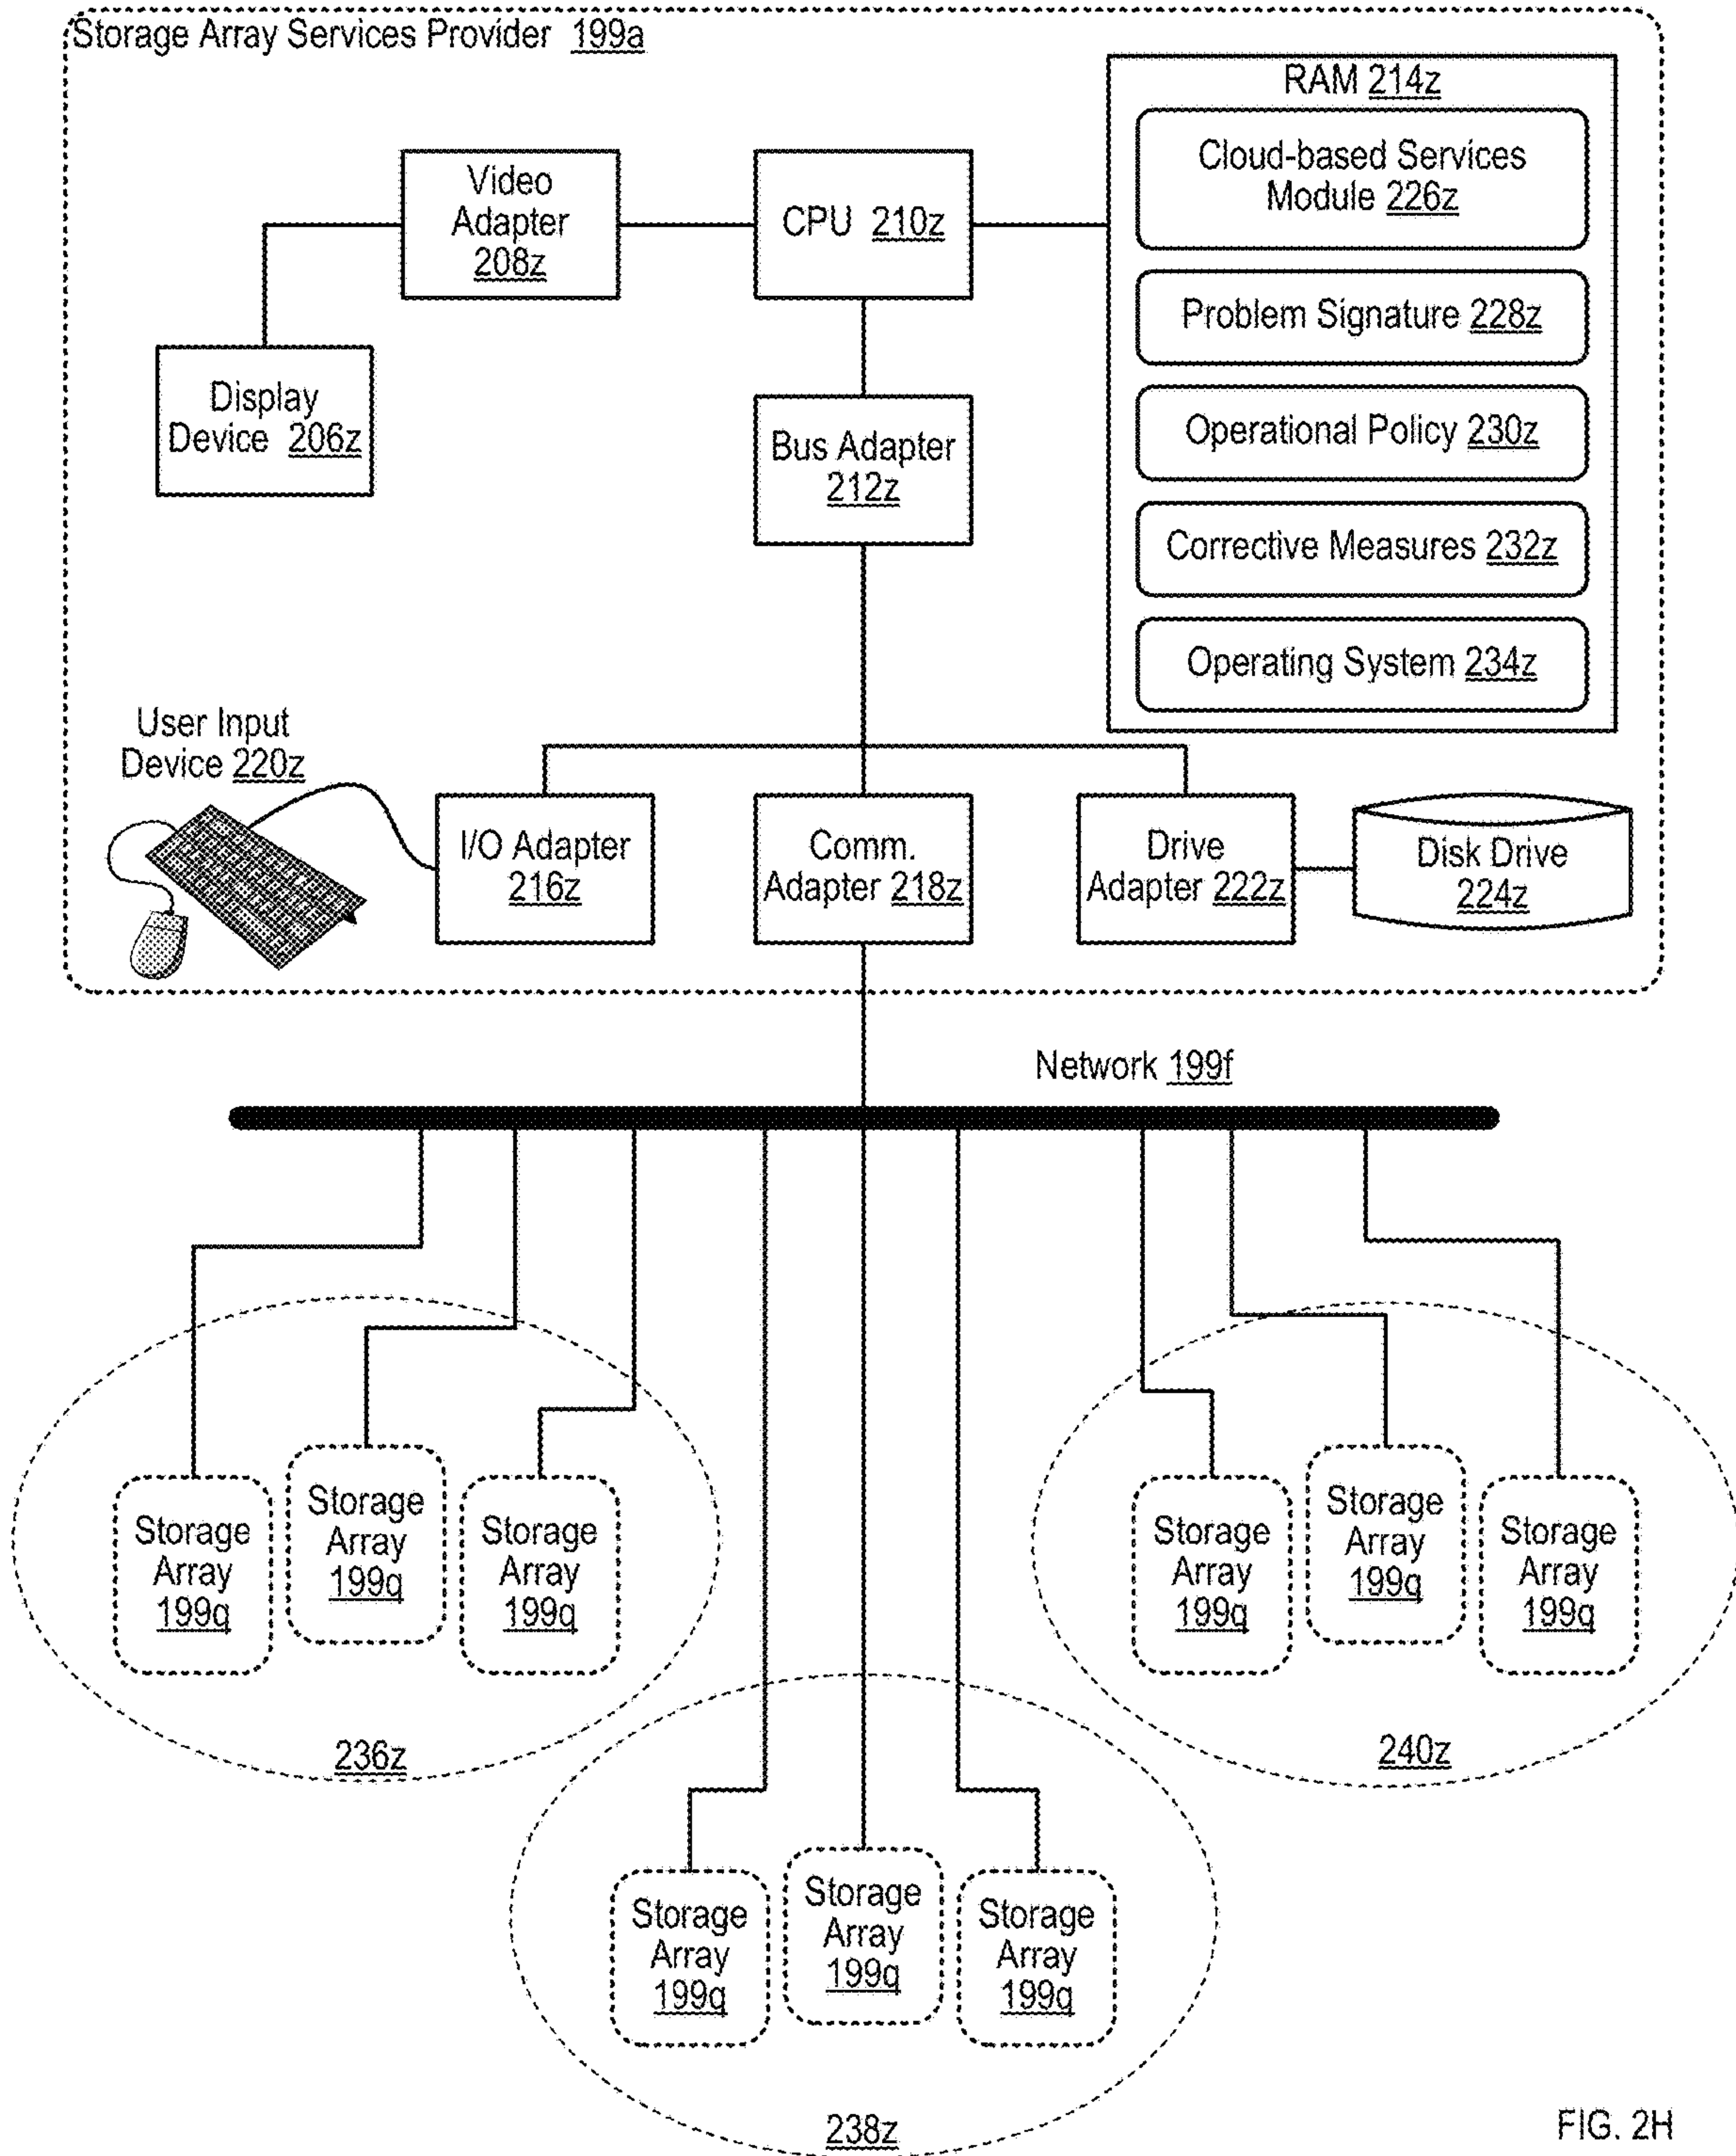 Storage Array Services Provider 199a
RAM 214z
Cloud-based Services
Module 226z
Problem Signature 228z
Operational Policy 230z
Corrective Measures 232z
Operating System 234z
Video
Adapter
208z
CPU 210z
Display
Device 206z
Bus Adapter
212z
User Input
Device 220z
I/O Adapter
216z
Comm.
Adapter 218z
Drive
Adapter 222z
Disk Drive
224z
Network 199f
Storage
Array
199q
Storage
Array
199q
Storage
Array
199q
236z
Storage
Array
199q
Storage
Array
199q
Storage
Array
199q
240z
Storage
Array
199q
Storage
Array
199q
Storage
Array
199q
238z
FIG. 2H